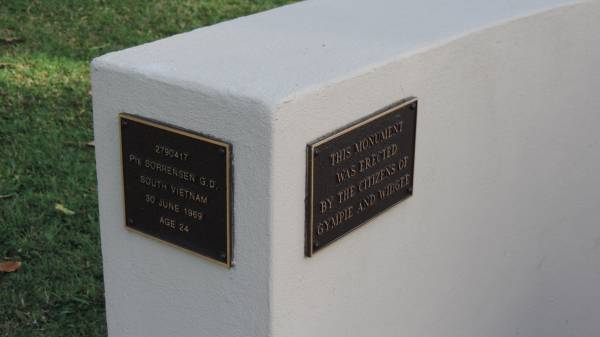 2790417
Pte SORRENSEN G.D.
SOUTH VIETNAM
30 JUNE 1969
AGE 24
THIS MONUMENT
WAS ERECTED
BY THE CITIZENS OF
GYMPIE AND WIDGEE